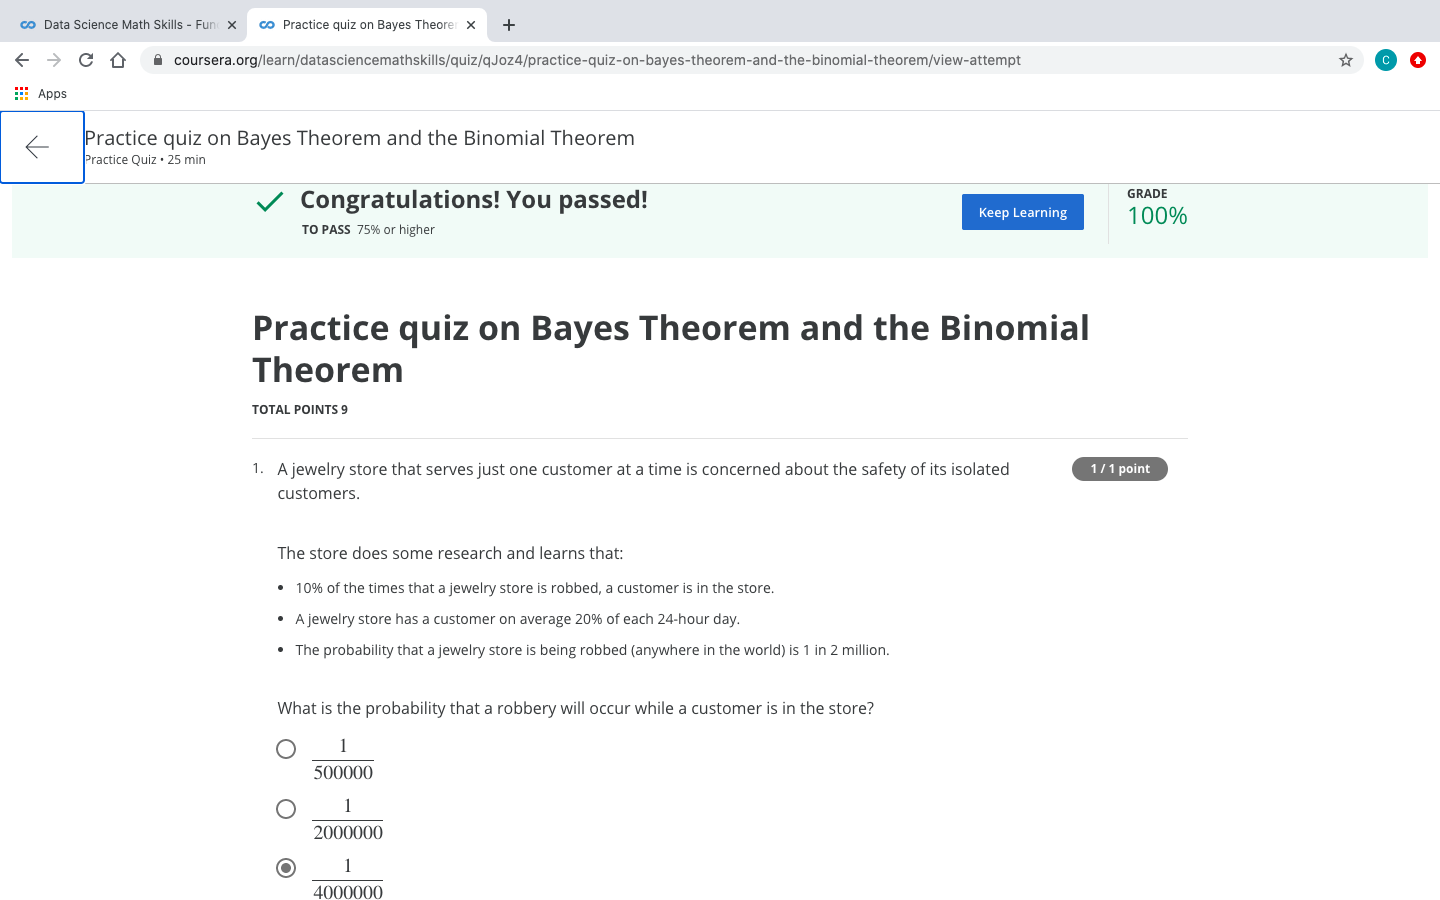 Data Science Math Skills - Fun
Practice quiz on Bayes Theorem
coursera.org/learn/datasciencemathskills/quiz/qJoz4/practice-quiz-on-bayes-theorem-and-the-binomial-theorem/view-attempt
C
Apps
Practice quiz on Bayes Theorem and the Binomial Theorem
Practice Quiz • 25 min
Congratulations! You passed!
TO PASS 75% or higher
Keep Learning
GRADE
100%
Practice quiz on Bayes Theorem and the Binomial
Theorem
TOTAL POINTS 9
1. A jewelry store that serves just one customer at a time is concerned about the safety of its isolated
customers.
1 / 1 point
The store does some research and learns that:
• 10% of the times that a jewelry store is robbed, a customer is in the store.
• A jewelry store has a customer on average 20% of each 24-hour day.
• The probability that a jewelry store is being robbed (anywhere in the world) is 1 in 2 million.
What is the probability that a robbery will occur while a customer is in the store?
1
500000
1
2000000
1
4000000